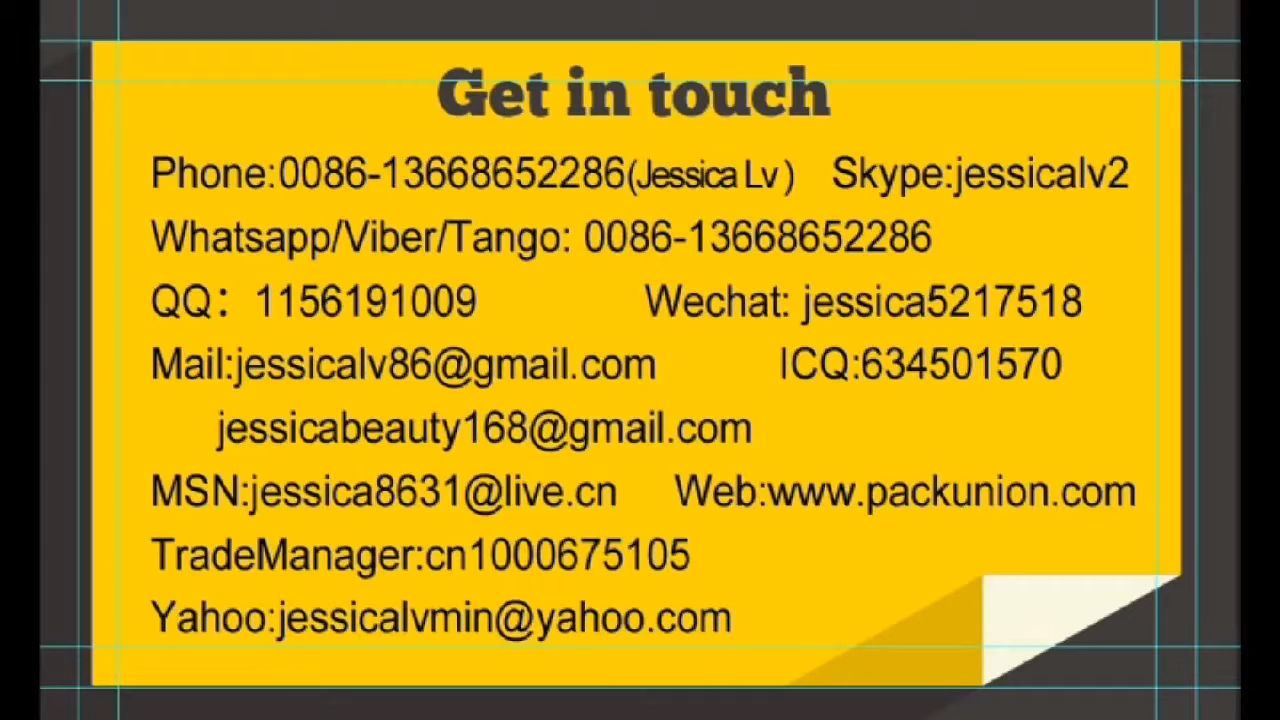 Get in touch
Phone:0086-13668652286(Jessica Lv ) Skype:jessicalv2
Whatsapp/Viber/Tango: 0086-13668652286
QQ：1156191009 Wechat: jessica5217518
Mail:jessicalv86@gmail.com ICQ:634501570
jessicabeauty168@gmail.com
MSN:jessica8631@live.cn Web:www.packunion.com
TradeManager:cn1000675105
Yahoo:jessicalvmin@yahoo.com